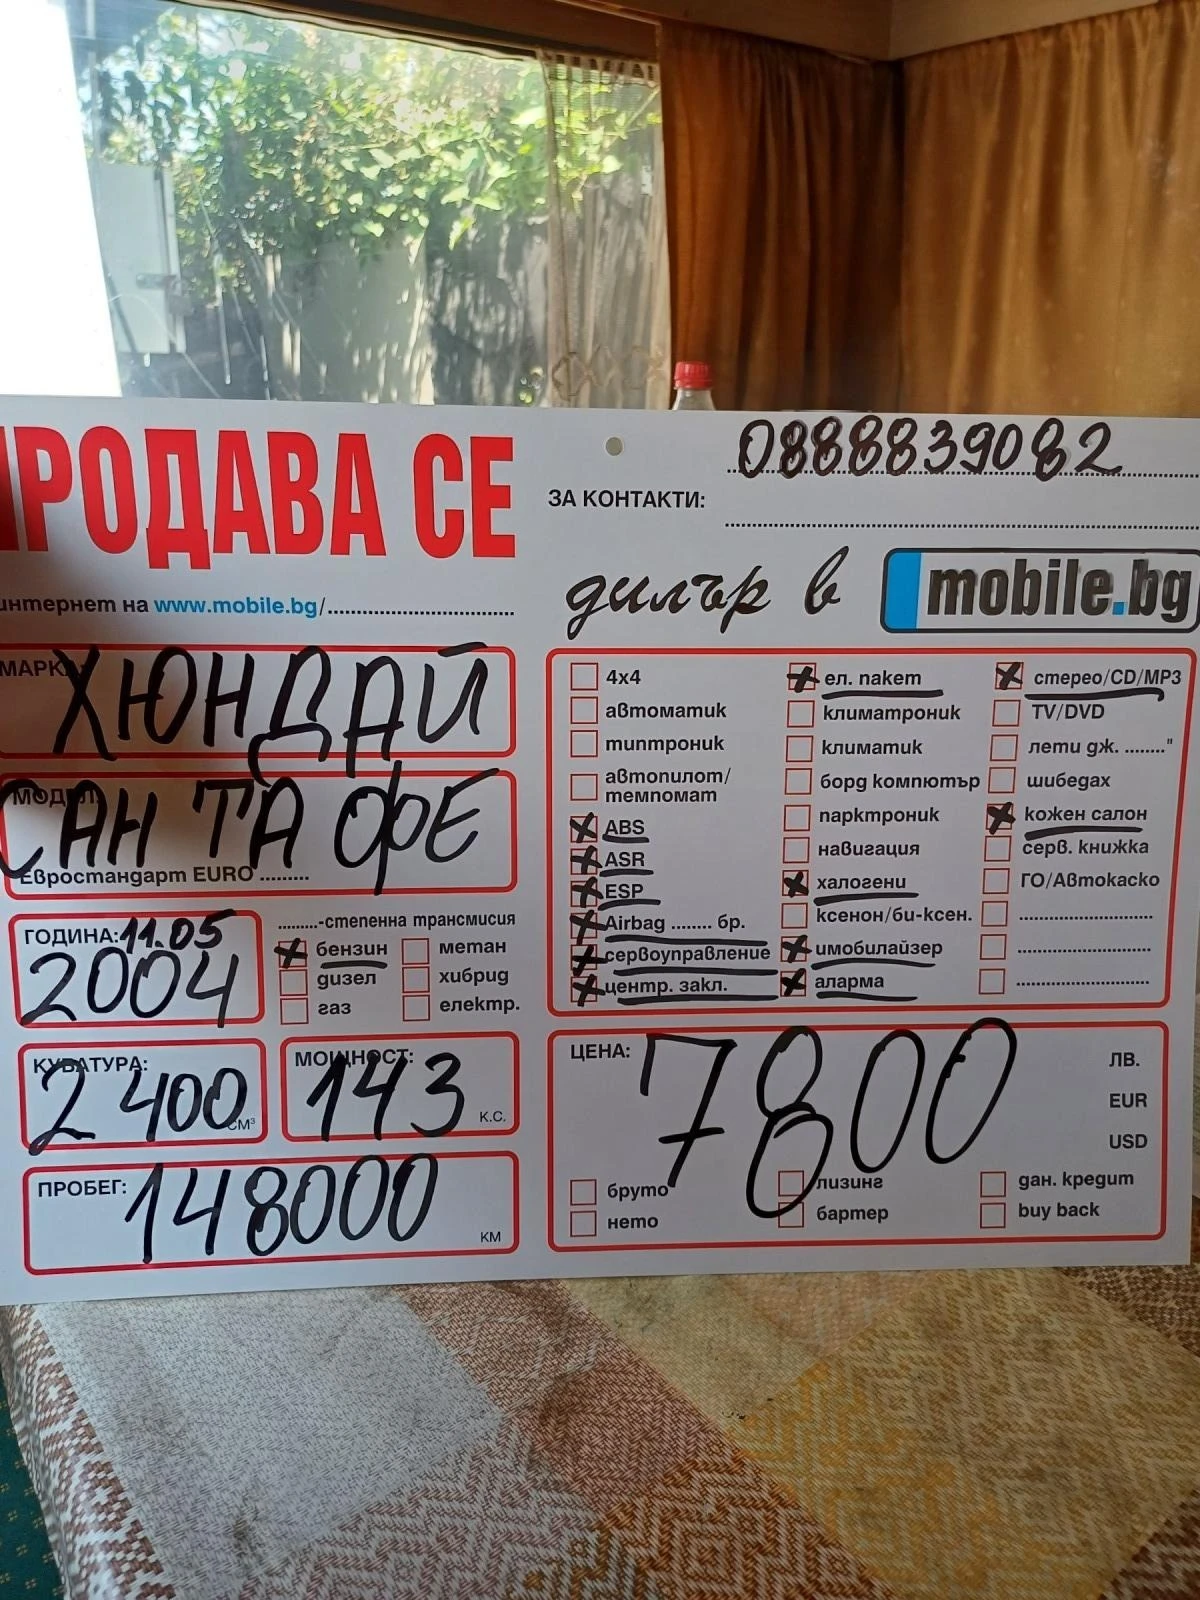 ПРОДАВА СЕ
интернет на www.mobile.bg/
МАРКА:
ХЮНДАЙ
МОДЕЛ:
САН ТА ФЕ
Евростандарт EURO .........
ГОДИНА: 11.05
2004
........-степенна трансмисия
бензин
метан
дизел
хибрид
газ
електр.
КУБАТУРА:
2400
СМ³
МОЩНОСТ:
143
К.С.
ПРОБЕГ:
148000
КМ
0888839082
ЗА КОНТАКТИ:
дилър в mobile.bg
4x4
автоматик
типтроник
автопилот/
темпомат
ABS
ASR
ESP
Airbag ........ бр.
сервоуправление
центр. закл.
ел. пакет
климатроник
климатик
борд компютър
парктроник
навигация
халогени
ксенон/би-ксен.
имобилайзер
аларма
стерео/CD/MP3
TV/DVD
лети дж. ........"
шибедах
кожен салон
серв. книжка
ГО/Автокаско
ЦЕНА:
7800
ЛВ.
EUR
USD
бруто
нето
лизинг
бартер
дан. кредит
buy back